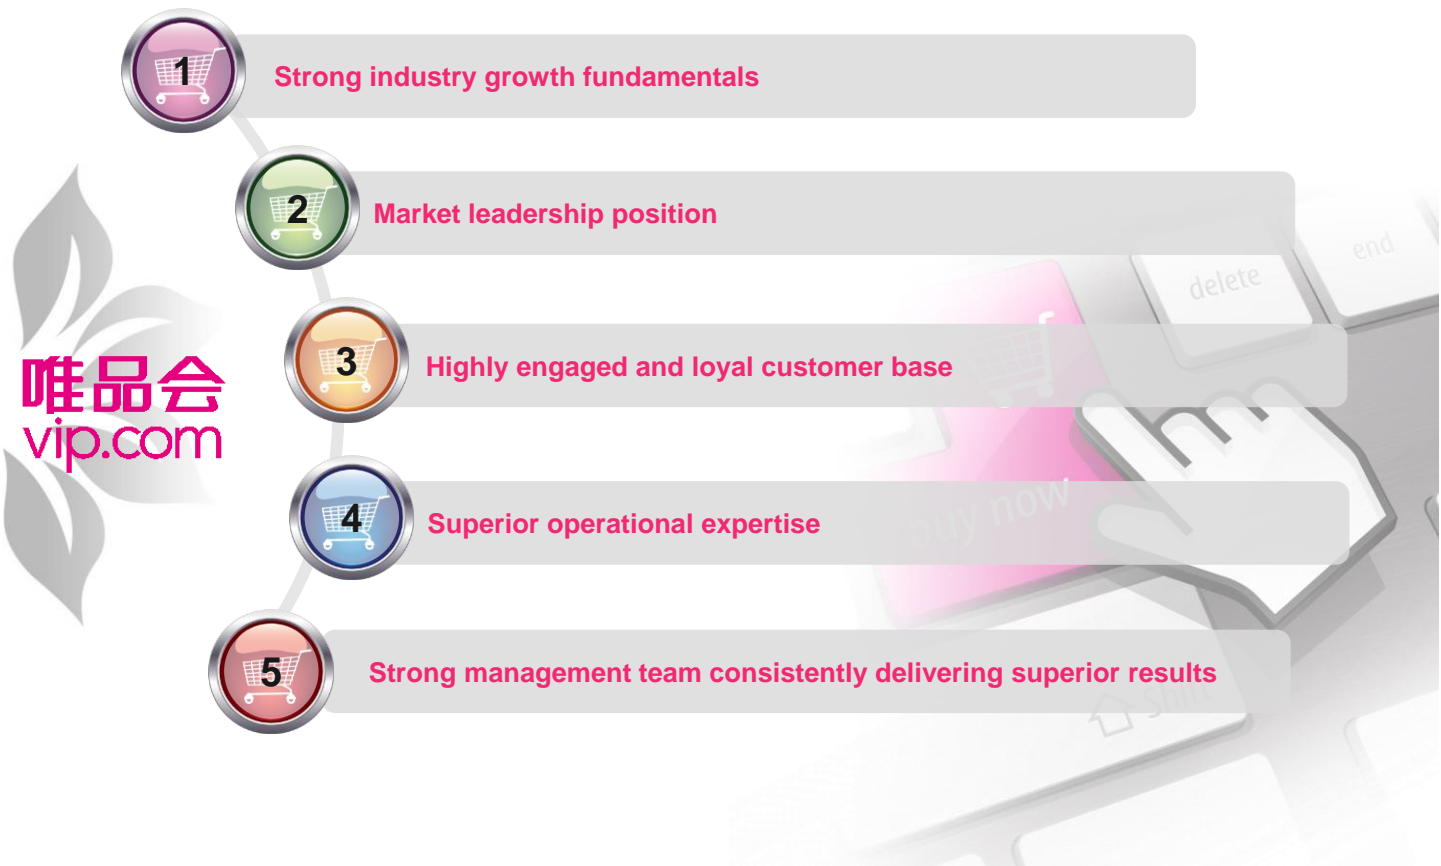 1
Strong industry growth fundamentals
2
Market leadership position
end
delete
3
Highly engaged and loyal customer base
唯品会
vip.com
4
Superior operational expertise
buy now
5
Strong management team consistently delivering superior results
Shift